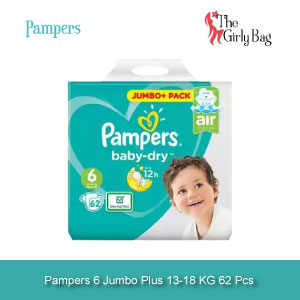 Pampers
The
Girly Bag
JUMBO+ PACK
air
Pampers
baby-dry™
6
12h
62
Pampers 6 Jumbo Plus 13-18 KG 62 Pcs